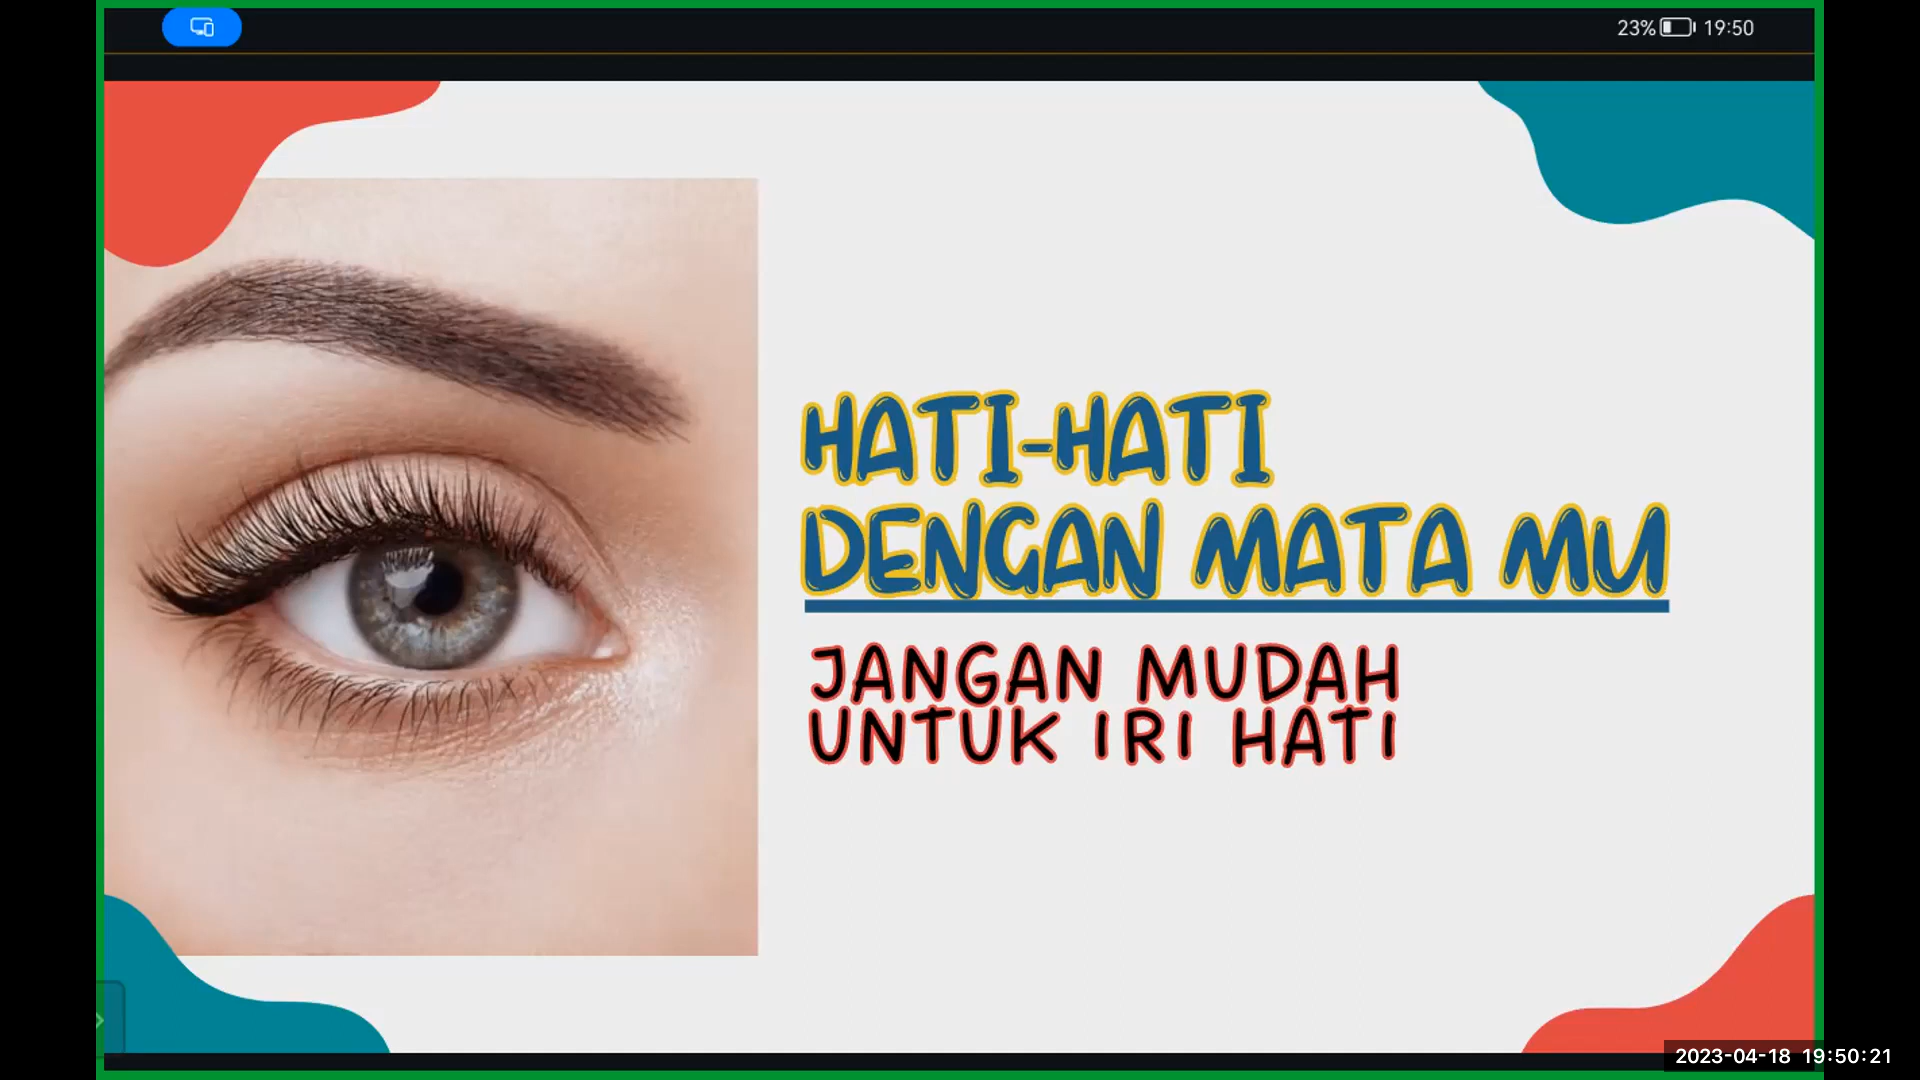 23% 19:50
HATI-HATI
DENGAN MATA MU
JANGAN MUDAH
UNTUK IRI HATI
2023-04-18 19:50:21